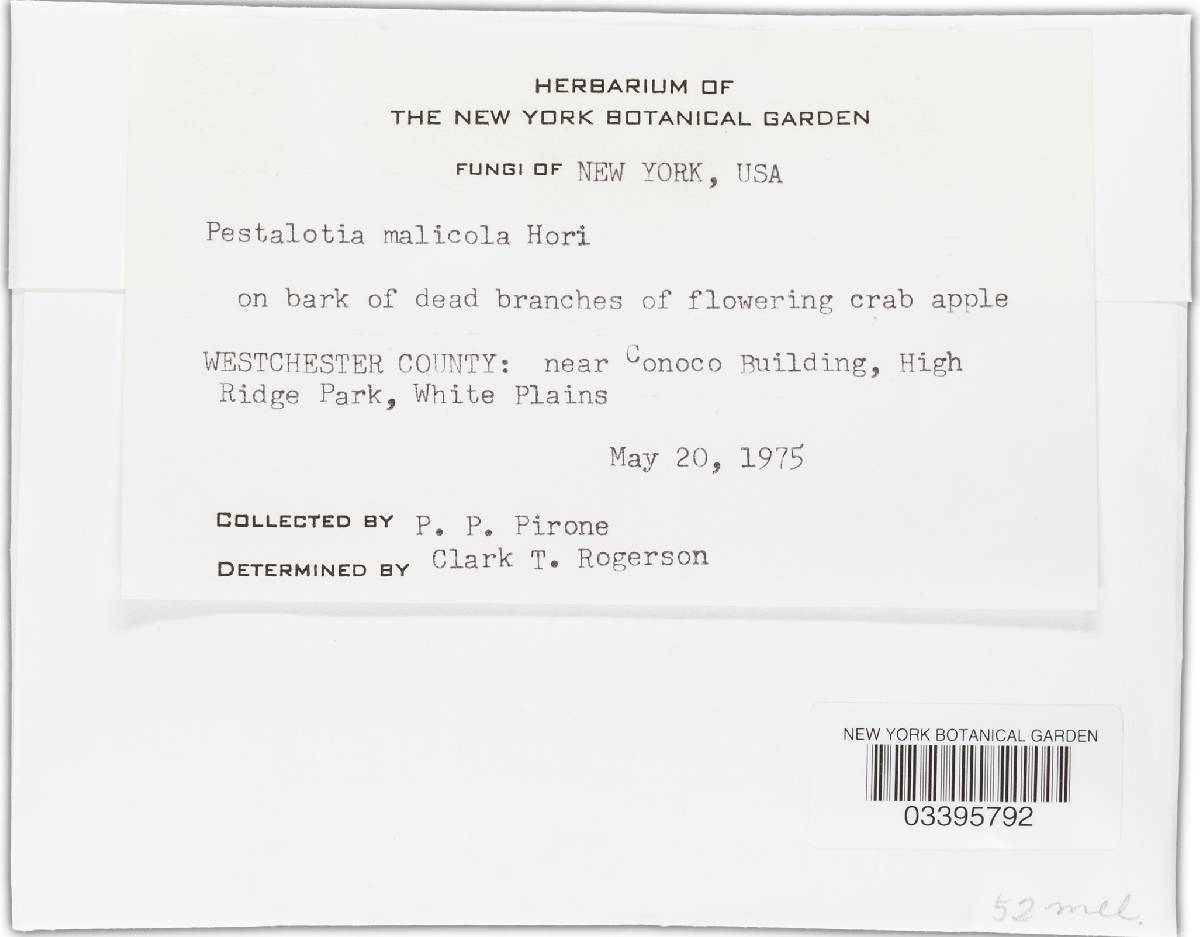 HERBARIUM OF
THE NEW YORK BOTANICAL GARDEN
FUNGI OF NEW YORK, USA
Pestalotia malicola Hori
on bark of dead branches of flowering crab apple
WESTCHESTER COUNTY: near Conoco Building, High
Ridge Park, White Plains
May 20, 1975
COLLECTED BY P. P. Pirone
DETERMINED BY Clark T. Rogerson
NEW YORK BOTANICAL GARDEN
03395792
52